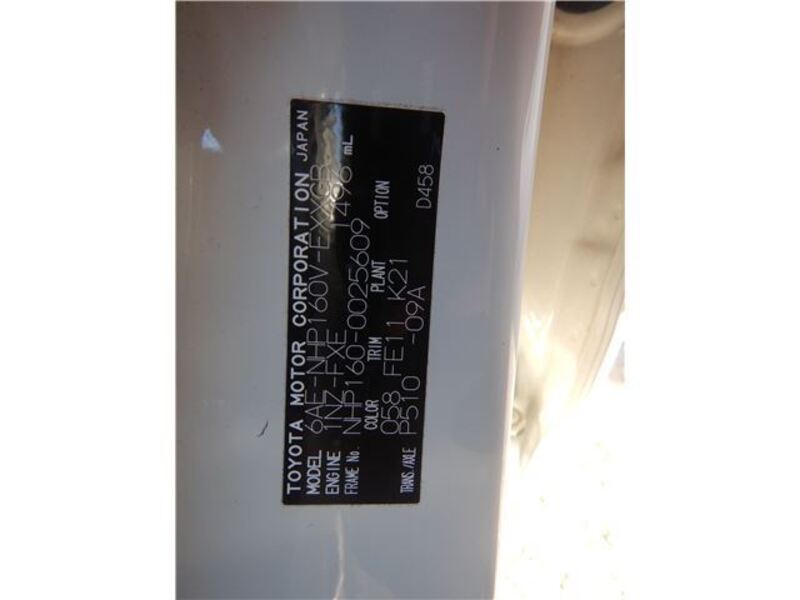 TOYOTA MOTOR CORPORATION JAPAN
MODEL 6AE-NHP160V-EXXGB
ENGINE 1NZ-FXE 1496 mL
FRAME No. NHP160-0025609
COLOR TRIM PLANT OPTION
058 FE11 K21
TRANS./AXLE P510 -09A D458